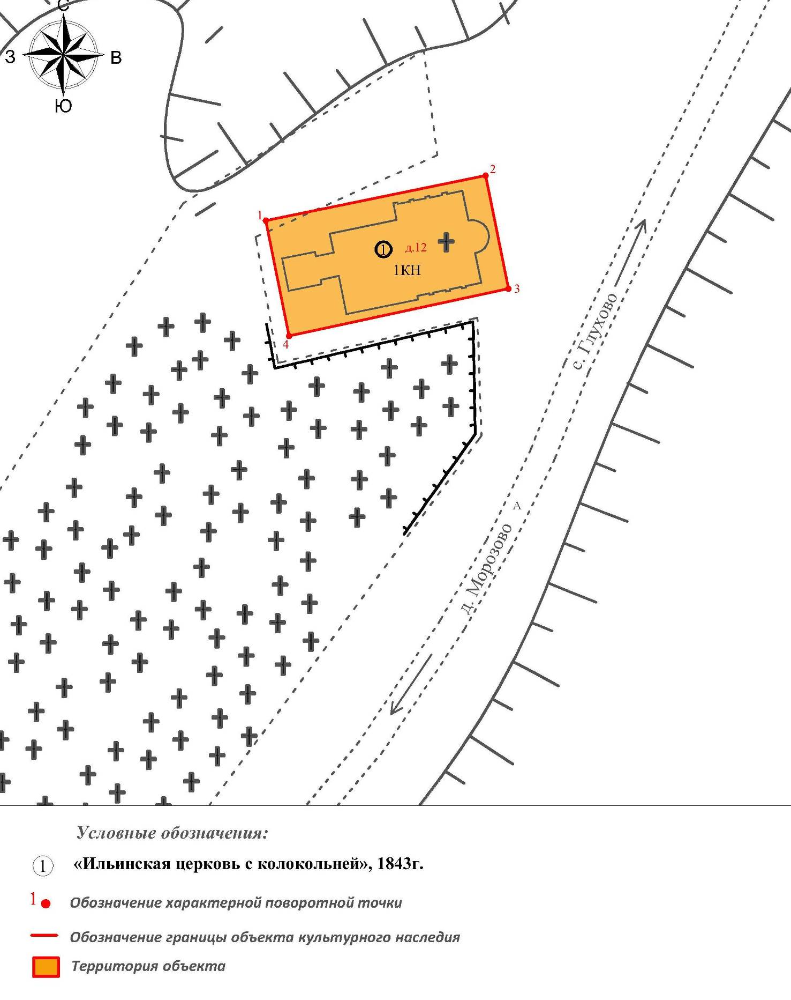 С
З
В
Ю
1
2
1
д.12
1КН
3
4
с. Глухово
А
д. Морозово
Условные обозначения:
1 «Ильинская церковь с колокольней», 1843г.
1 Обозначение характерной поворотной точки
Обозначение границы объекта культурного наследия
Территория объекта